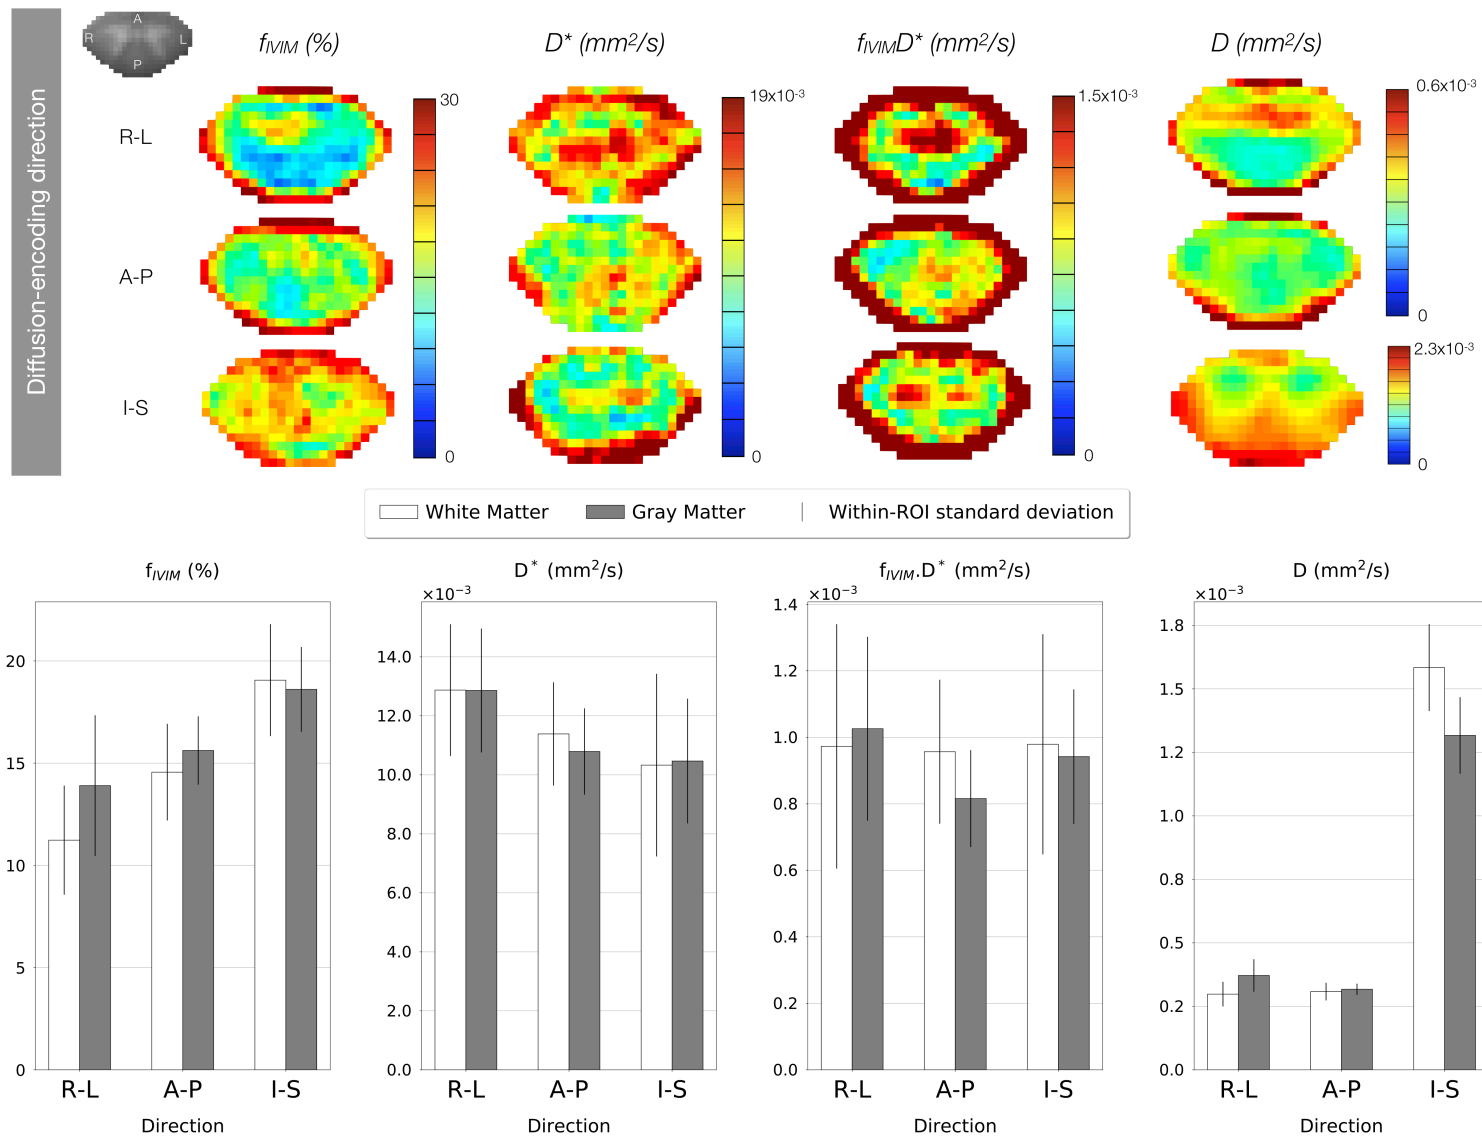 Diffusion-encoding direction
A
R
L
P
f_IVIM (%)
D* (mm²/s)
f_IVIMD* (mm²/s)
D (mm²/s)
R-L
A-P
I-S
30
0
19x10⁻³
0
1.5x10⁻³
0
0.6x10⁻³
0
2.3x10⁻³
0
White Matter
Gray Matter
Within-ROI standard deviation
f_IVIM (%)
20
15
10
5
0
R-L A-P I-S
Direction
D* (mm²/s)
×10⁻³
14.0
12.0
10.0
8.0
6.0
4.0
2.0
0.0
R-L A-P I-S
Direction
f_IVIM.D* (mm²/s)
×10⁻³
1.4
1.2
1.0
0.8
0.6
0.4
0.2
0.0
R-L A-P I-S
Direction
D (mm²/s)
×10⁻³
1.8
1.5
1.2
1.0
0.8
0.5
0.2
0.0
R-L A-P I-S
Direction